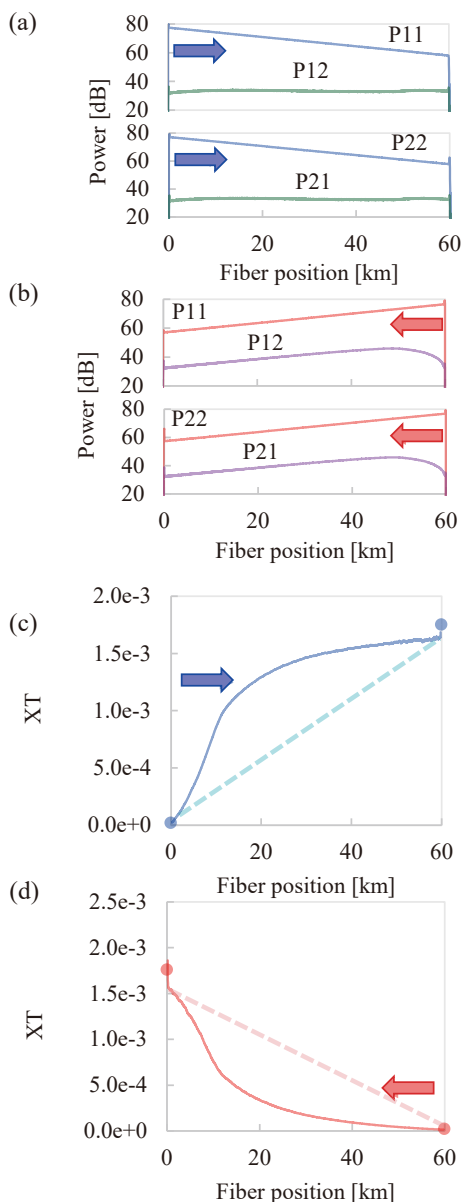 (a)
80
60
40
20
P11
P12
80
60
40
20
P22
P21
Power [dB]
0
20
40
60
Fiber position [km]
(b)
80
60
40
20
P11
P12
80
60
40
20
P22
P21
Power [dB]
0
20
40
60
Fiber position [km]
(c)
2.0e-3
1.5e-3
1.0e-3
5.0e-4
0.0e+0
XT
0
20
40
60
Fiber position [km]
(d)
2.5e-3
2.0e-3
1.5e-3
1.0e-3
5.0e-4
0.0e+0
XT
0
20
40
60
Fiber position [km]